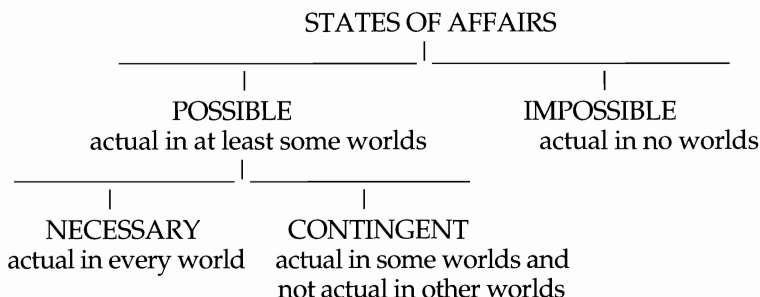 STATES OF AFFAIRS
POSSIBLE
actual in at least some worlds
IMPOSSIBLE
actual in no worlds
NECESSARY
actual in every world
CONTINGENT
actual in some worlds and
not actual in other worlds